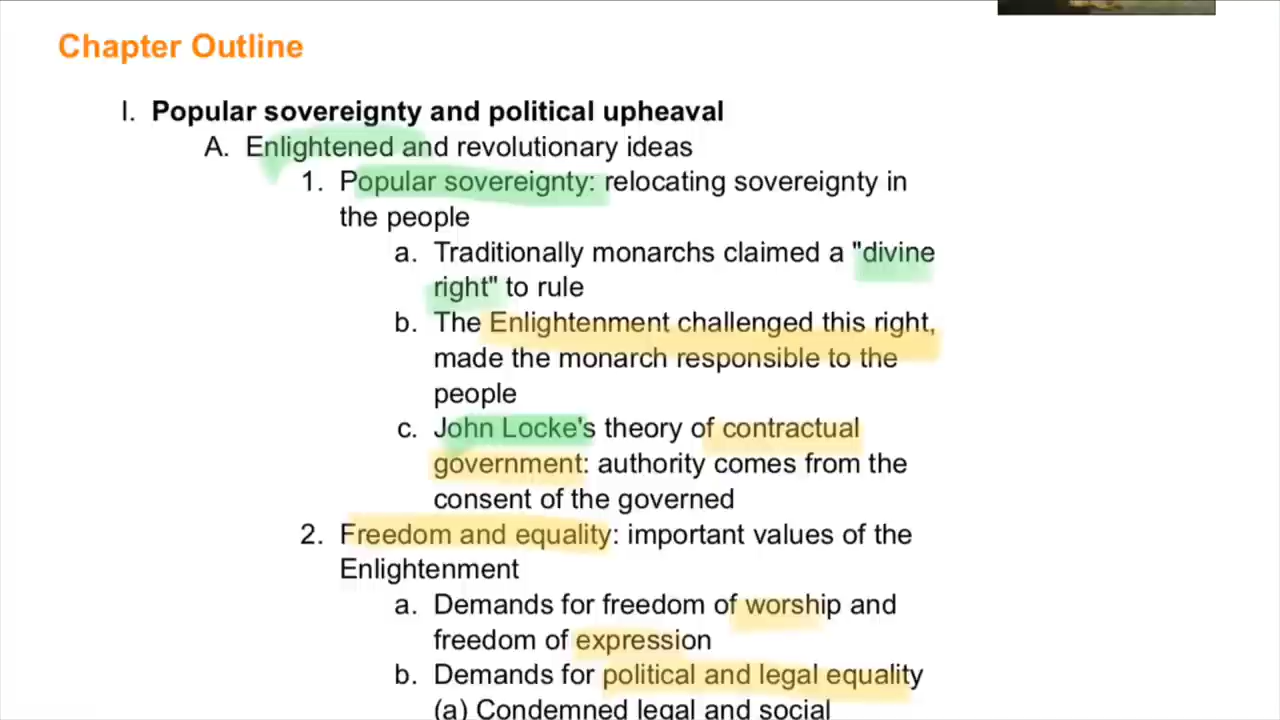 Chapter Outline
I. Popular sovereignty and political upheaval
A. Enlightened and revolutionary ideas
1. Popular sovereignty: relocating sovereignty in
the people
a. Traditionally monarchs claimed a "divine
right" to rule
b. The Enlightenment challenged this right,
made the monarch responsible to the
people
c. John Locke's theory of contractual
government: authority comes from the
consent of the governed
2. Freedom and equality: important values of the
Enlightenment
a. Demands for freedom of worship and
freedom of expression
b. Demands for political and legal equality
(a) Condemned legal and social